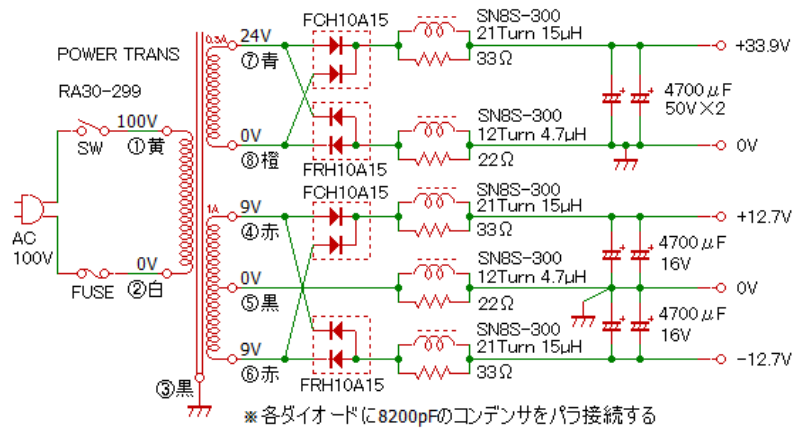 POWER TRANS
RA30-299
100V
SW
①黄
AC
100V
0V
FUSE
②白
③黒
0.3A
24V
⑦青
FCH10A15
SN8S-300
21Turn 15μH
33Ω
+33.9V
4700μF
50V×2
0V
⑧橙
FRH10A15
SN8S-300
12Turn 4.7μH
22Ω
0V
1A
9V
④赤
FCH10A15
SN8S-300
21Turn 15μH
33Ω
+12.7V
4700μF
16V
0V
⑤黒
SN8S-300
12Turn 4.7μH
22Ω
0V
4700μF
16V
9V
⑥赤
FRH10A15
SN8S-300
21Turn 15μH
33Ω
-12.7V
※各ダイオードに8200pFのコンデンサをパラ接続する